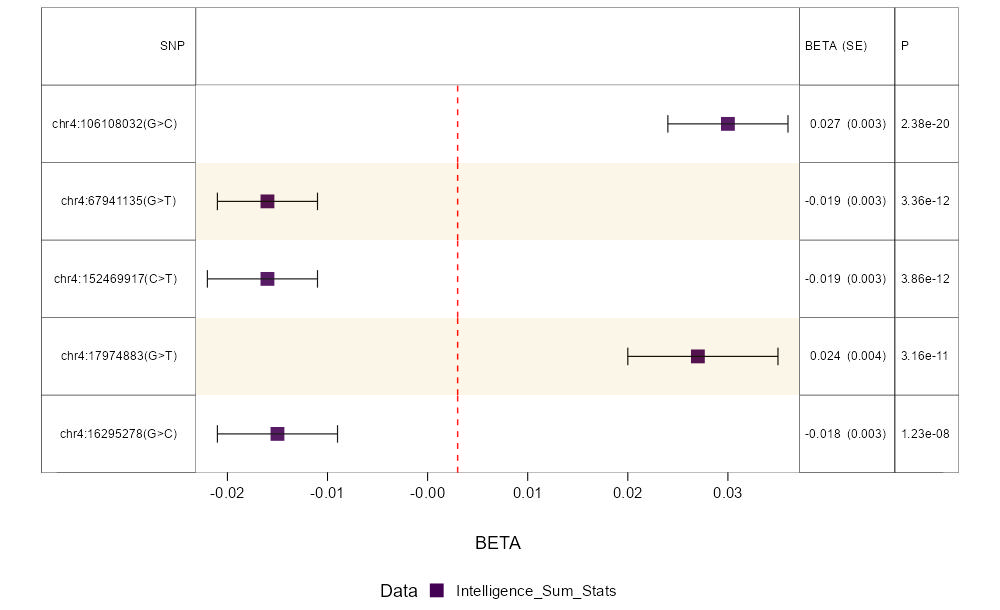 SNP BETA (SE) P
chr4:106108032(G>C) 0.027 (0.003) 2.38e-20
chr4:67941135(G>T) -0.019 (0.003) 3.36e-12
chr4:152469917(C>T) -0.019 (0.003) 3.86e-12
chr4:17974883(G>T) 0.024 (0.004) 3.16e-11
chr4:16295278(G>C) -0.018 (0.003) 1.23e-08
-0.02 -0.01 -0.00 0.01 0.02 0.03
BETA
Data Intelligence_Sum_Stats